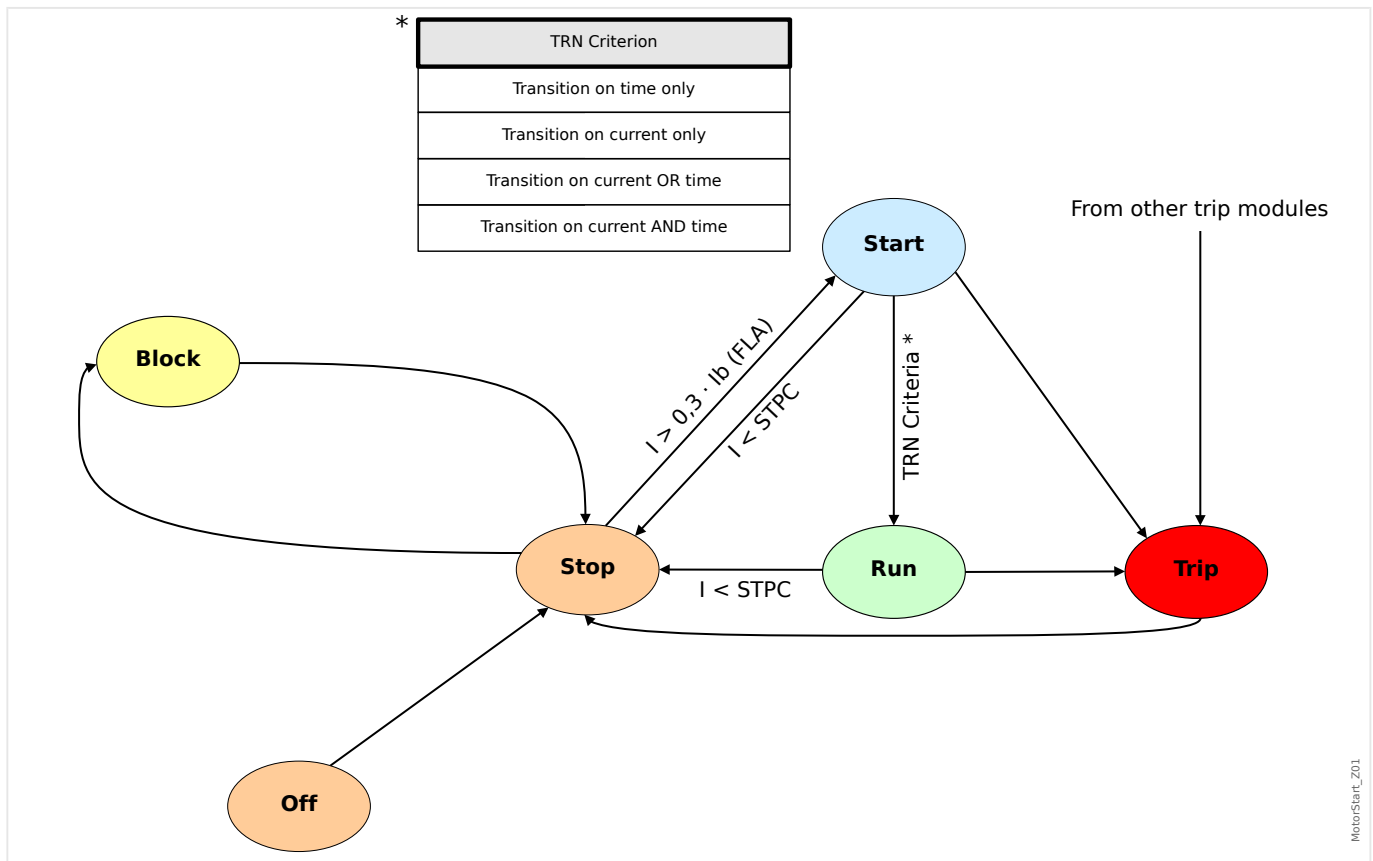 *
TRN Criterion
Transition on time only
Transition on current only
Transition on current OR time
Transition on current AND time
Start
From other trip modules
Block
I > 0,3 · Ib (FLA)
I < STPC
TRN Criteria *
Stop
I < STPC
Run
Trip
Off
MotorStart_Z01